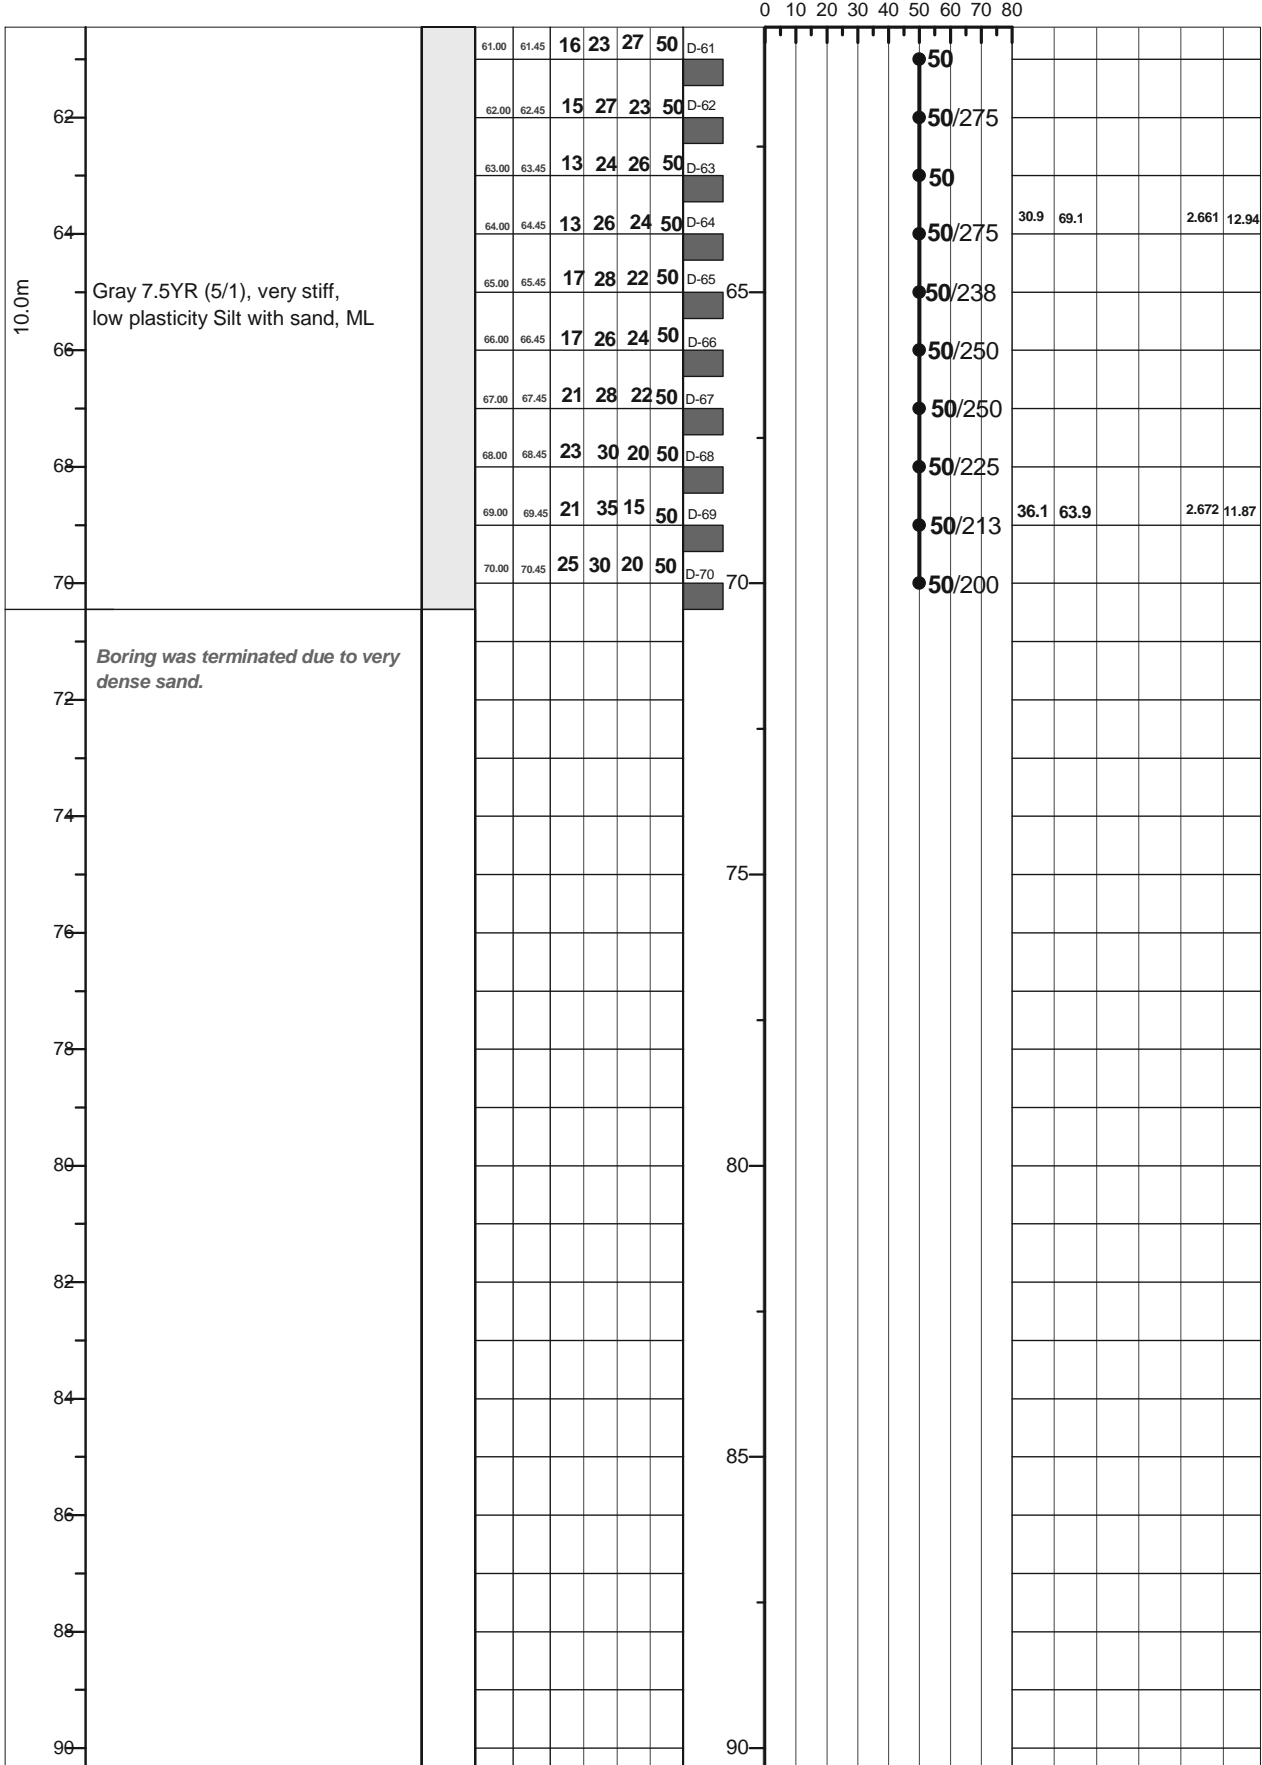 0 10 20 30 40 50 60 70 80
61.00 61.45 16 23 27 50 D-61 50
62 62.00 62.45 15 27 23 50 D-62 50/275
63.00 63.45 13 24 26 50 D-63 50
64 64.00 64.45 13 26 24 50 D-64 50/275 30.9 69.1 2.661 12.94
10.0m
Gray 7.5YR (5/1), very stiff,
low plasticity Silt with sand, ML
65.00 65.45 17 28 22 50 D-65 65 50/238
66 66.00 66.45 17 26 24 50 D-66 50/250
67.00 67.45 21 28 22 50 D-67 50/250
68 68.00 68.45 23 30 20 50 D-68 50/225
69.00 69.45 21 35 15 50 D-69 50/213 36.1 63.9 2.672 11.87
70 70.00 70.45 25 30 20 50 D-70 70 50/200
Boring was terminated due to very
dense sand.
72
74
75
76
78
80 80
82
84
85
86
88
90 90